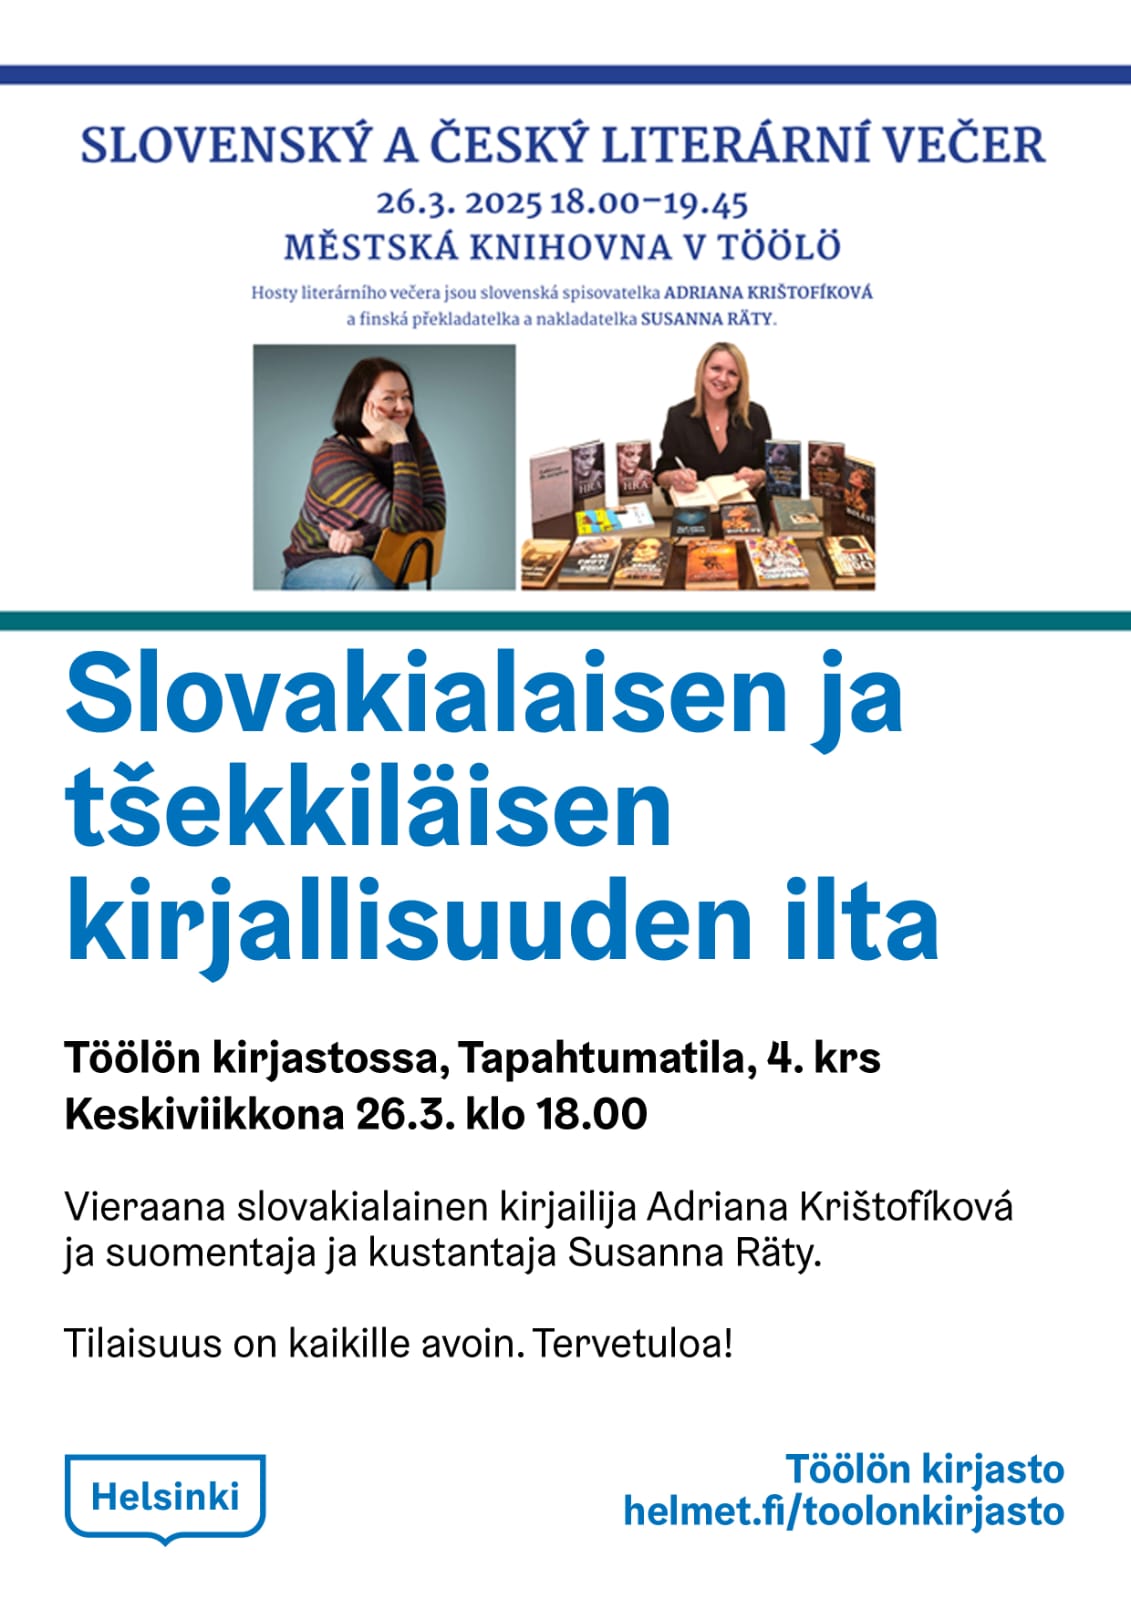 SLOVENSKÝ A ČESKÝ LITERÁRNÍ VEČER
26.3. 2025 18.00–19.45
MĚSTSKÁ KNIHOVNA V TÖÖLÖ
Hosty literárního večera jsou slovenská spisovatelka ADRIANA KRIŠTOFÍKOVÁ
a finská překladatelka a nakladatelka SUSANNA RÄTY.
HRA
HRA
Slovakialaisen ja
tšekkiläisen
kirjallisuuden ilta
Töölön kirjastossa, Tapahtumatila, 4. krs
Keskiviikkona 26.3. klo 18.00
Vieraana slovakialainen kirjailija Adriana Krištofíková
ja suomentaja ja kustantaja Susanna Räty.
Tilaisuus on kaikille avoin. Tervetuloa!
Helsinki
Töölön kirjasto
helmet.fi/toolonkirjasto